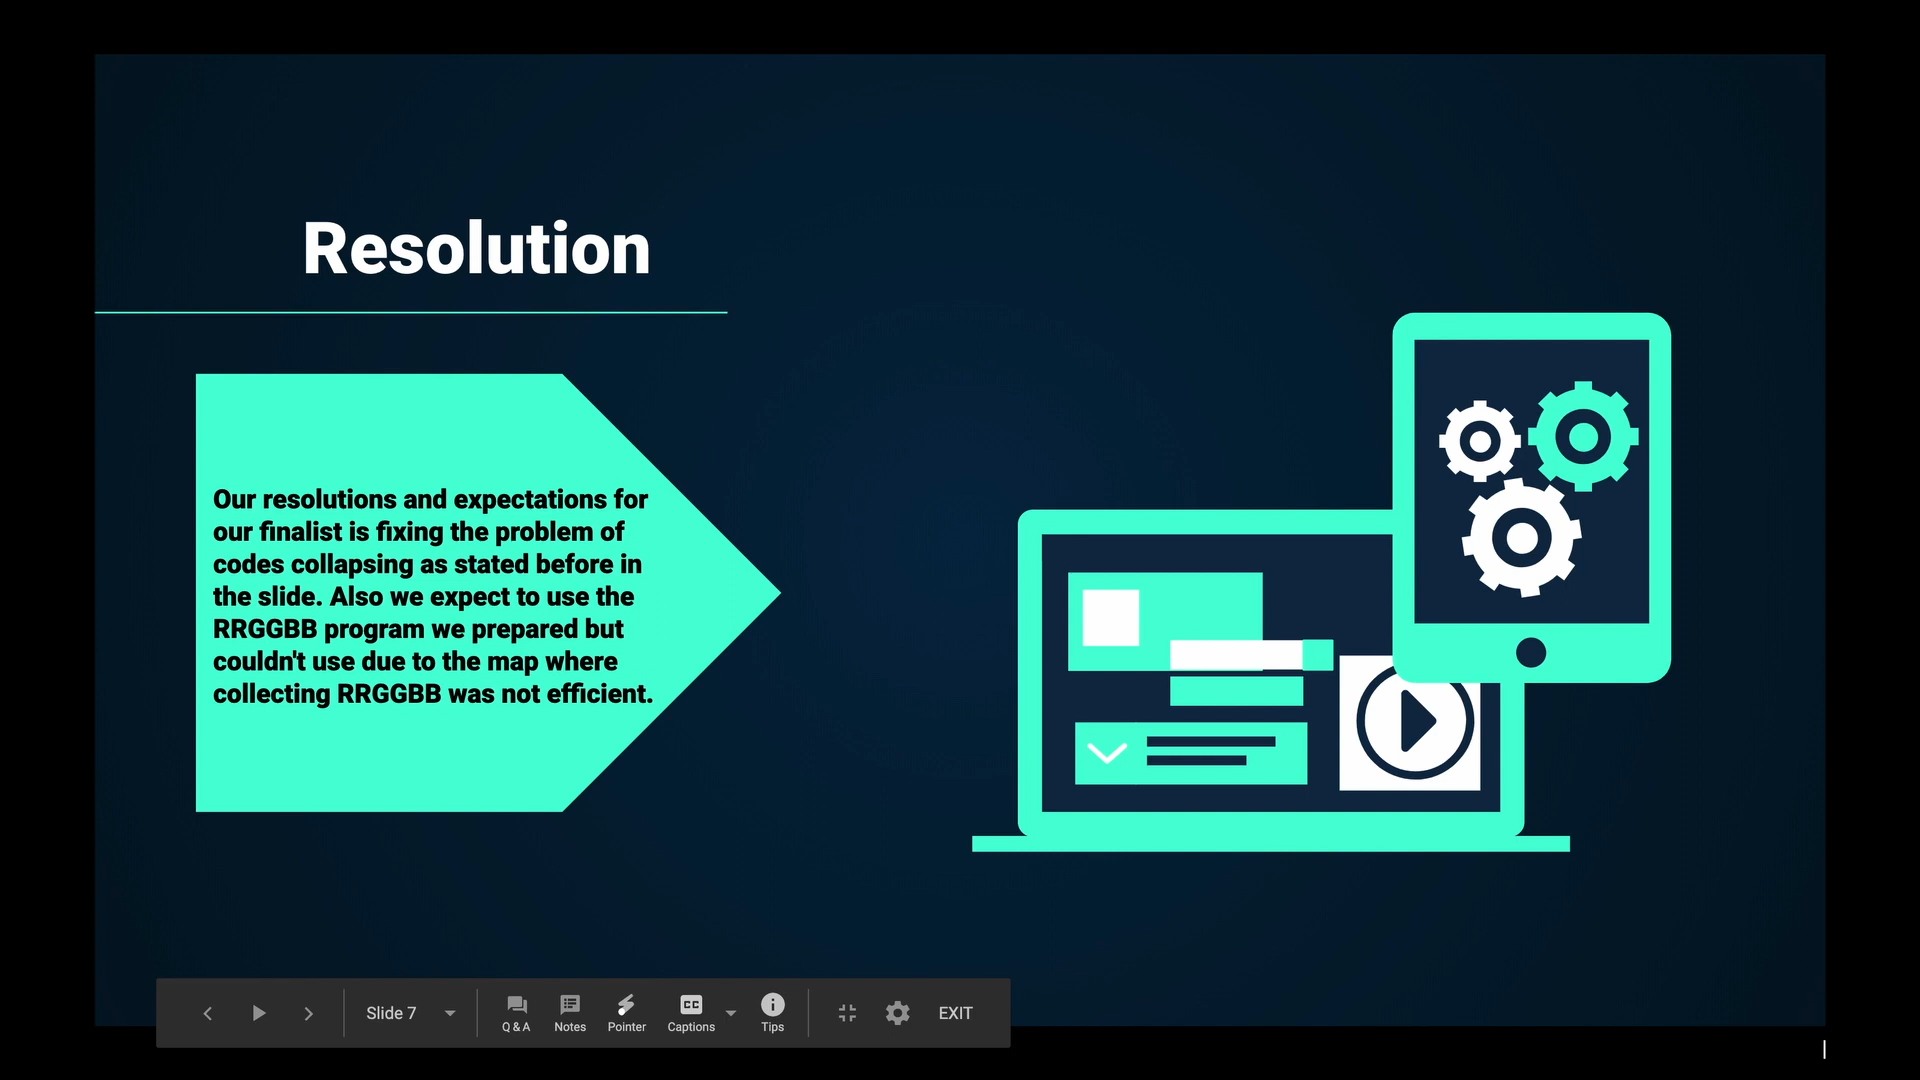 Resolution
Our resolutions and expectations for
our finalist is fixing the problem of
codes collapsing as stated before in
the slide. Also we expect to use the
RRGGBB program we prepared but
couldn't use due to the map where
collecting RRGGBB was not efficient.
Slide 7
Q & A
Notes
Pointer
CC
Captions
Tips
EXIT